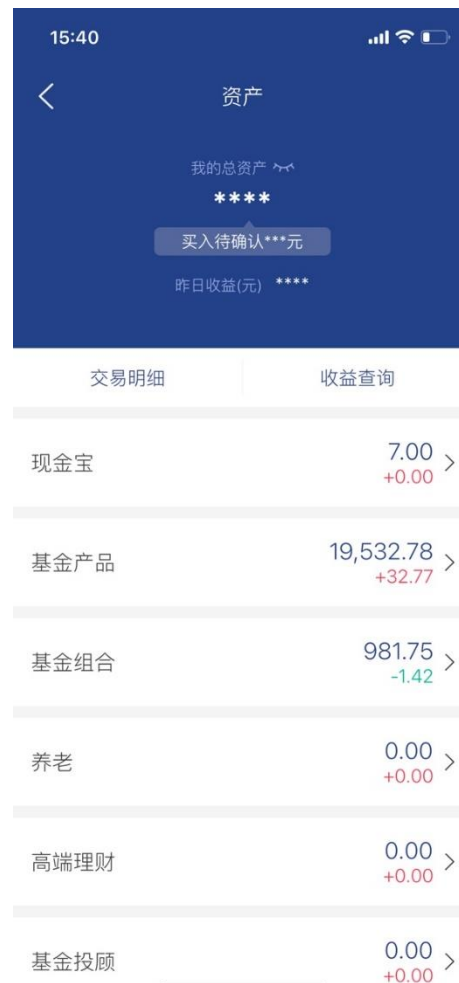 15:40
资产
我的总资产
****
买入待确认***元
昨日收益(元) ****
交易明细 收益查询
现金宝 7.00
+0.00
基金产品 19,532.78
+32.77
基金组合 981.75
-1.42
养老 0.00
+0.00
高端理财 0.00
+0.00
基金投顾 0.00
+0.00